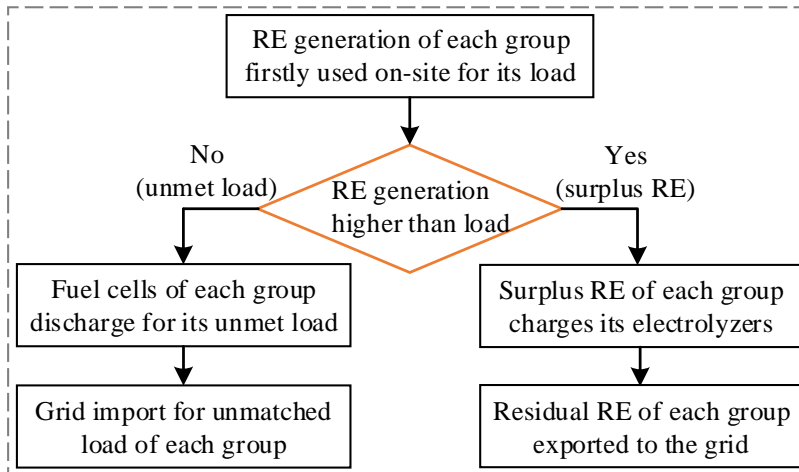 RE generation of each group
firstly used on-site for its load
No
(unmet load)
Yes
(surplus RE)
RE generation
higher than load
Fuel cells of each group
discharge for its unmet load
Surplus RE of each group
charges its electrolyzers
Grid import for unmatched
load of each group
Residual RE of each group
exported to the grid